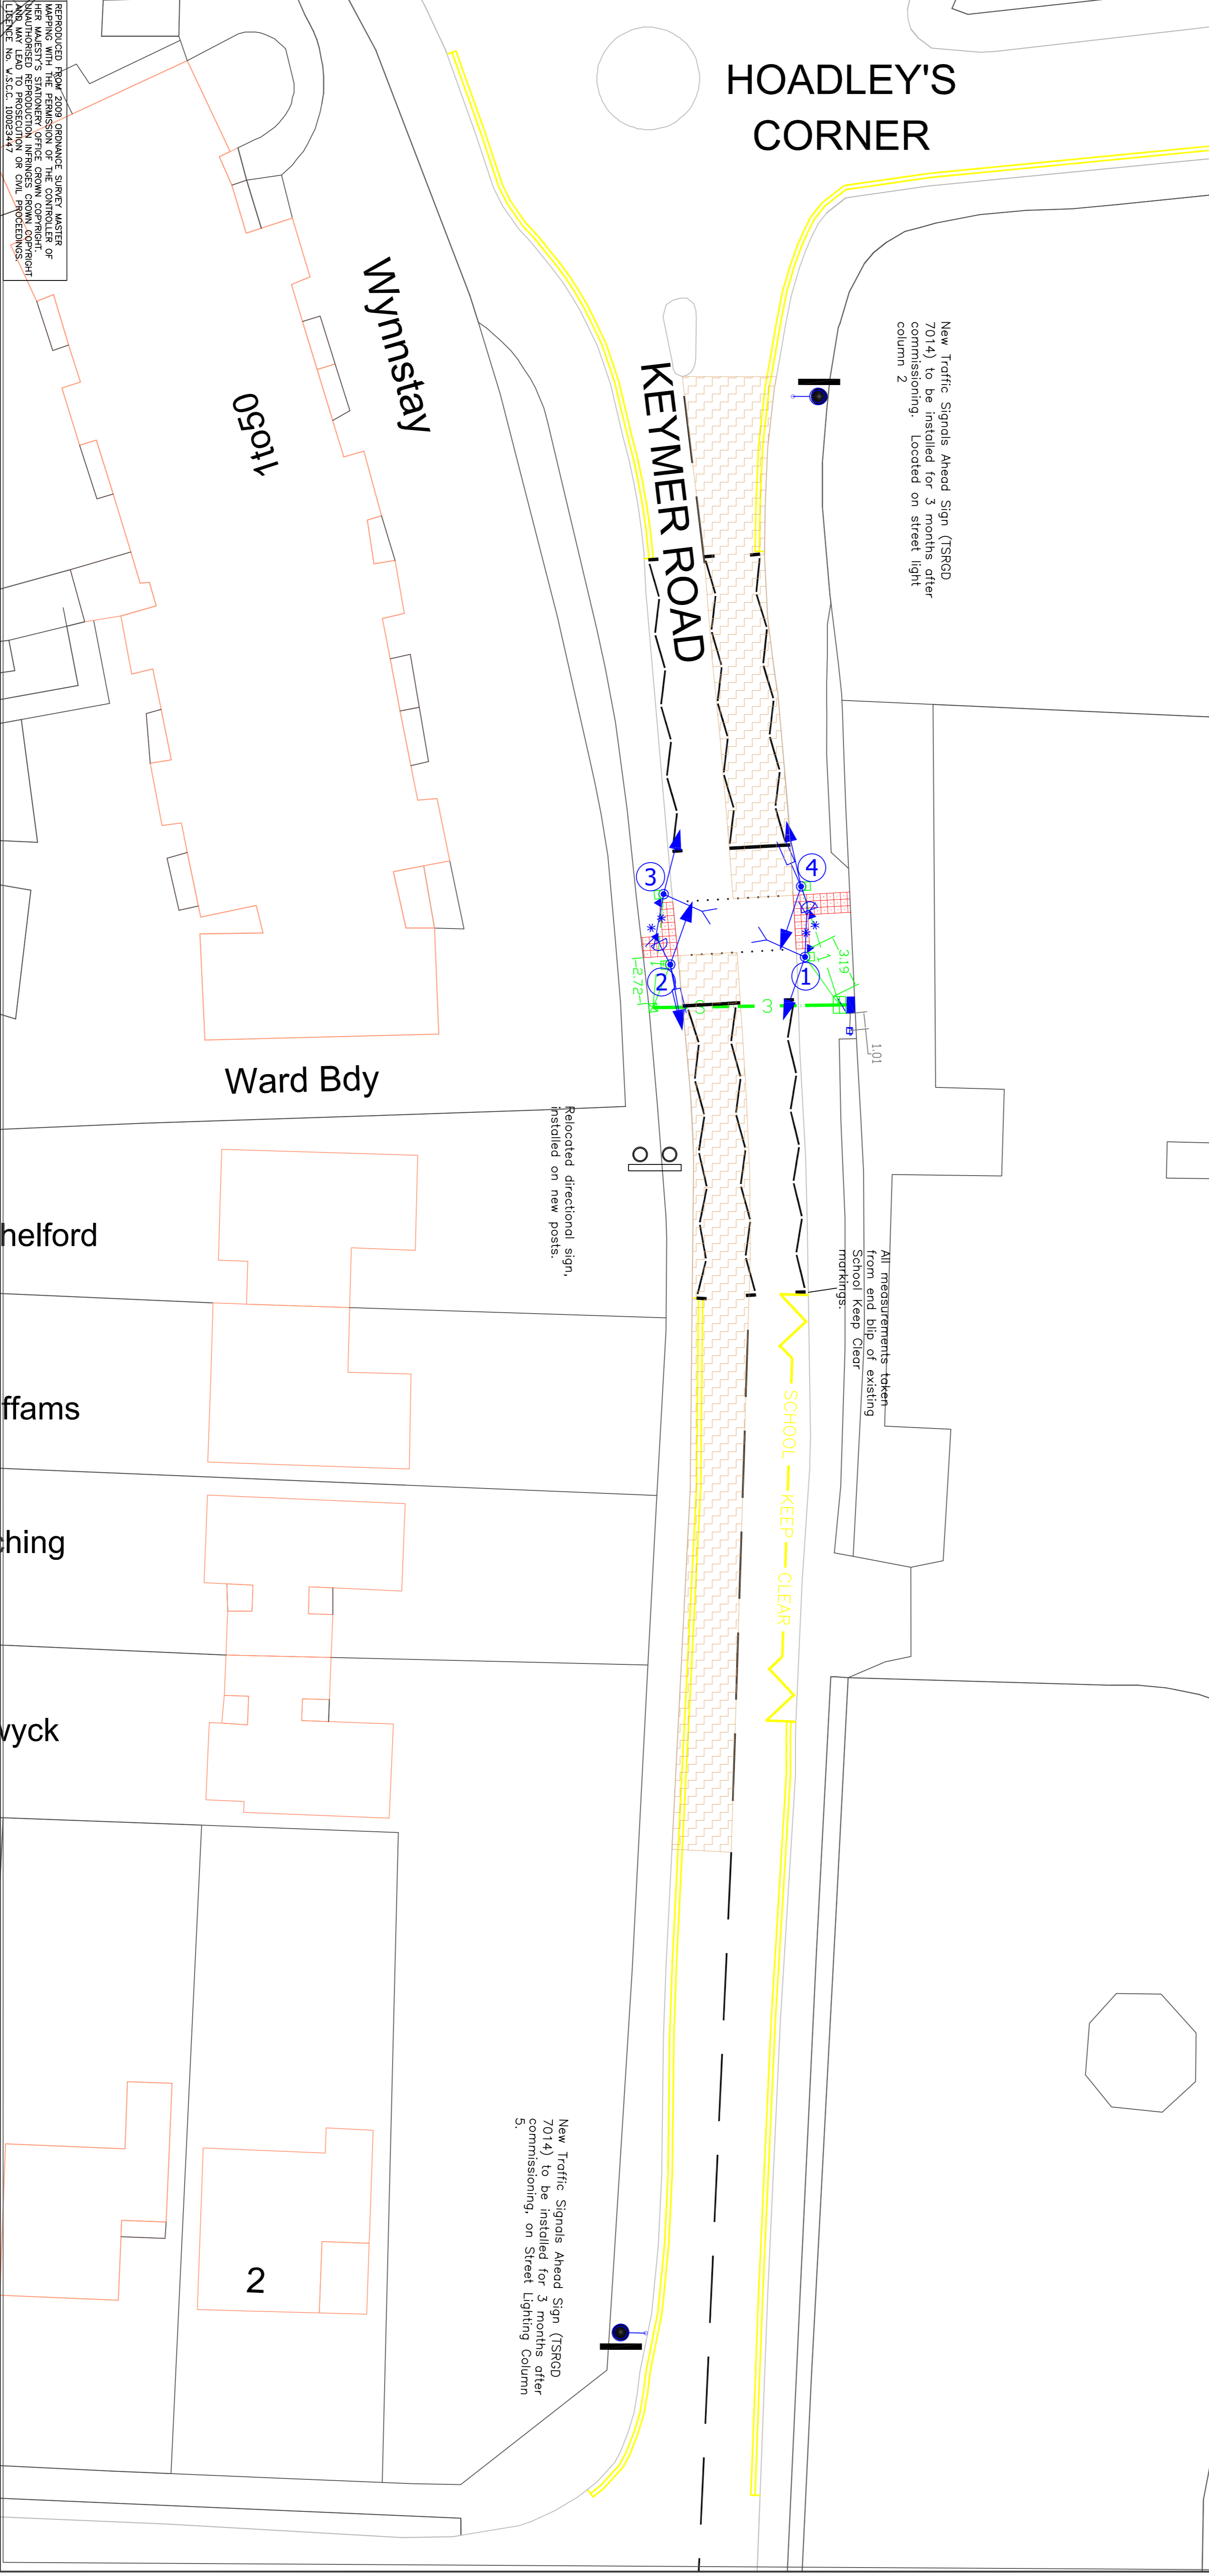 HOADLEY'S
CORNER
REPRODUCED FROM 2009 ORDNANCE SURVEY MASTER
MAPPING WITH THE PERMISSION OF THE CONTROLLER OF
HER MAJESTY'S STATIONERY OFFICE CROWN COPYRIGHT.
UNAUTHORISED REPRODUCTION INFRINGES CROWN COPYRIGHT
AND MAY LEAD TO PROSECUTION OR CIVIL PROCEEDINGS.
LICENCE No. W.S.C.C. 100023447
Wynnstay
1to50
KEYMER ROAD
New Traffic Signals Ahead Sign (TSRGD
7014) to be installed for 3 months after
commissioning. Located on street light
column 2
3
4
1
2
3.19
1
2.72
1
3
3
1.01
Ward Bdy
Relocated directional sign,
installed on new posts.
All measurements taken
from end blip of existing
School Keep Clear
markings.
helford
ffams
ching
wyck
SCHOOL KEEP CLEAR
New Traffic Signals Ahead Sign (TSRGD
7014) to be installed for 3 months after
commissioning, on Street Lighting Column
5.
2